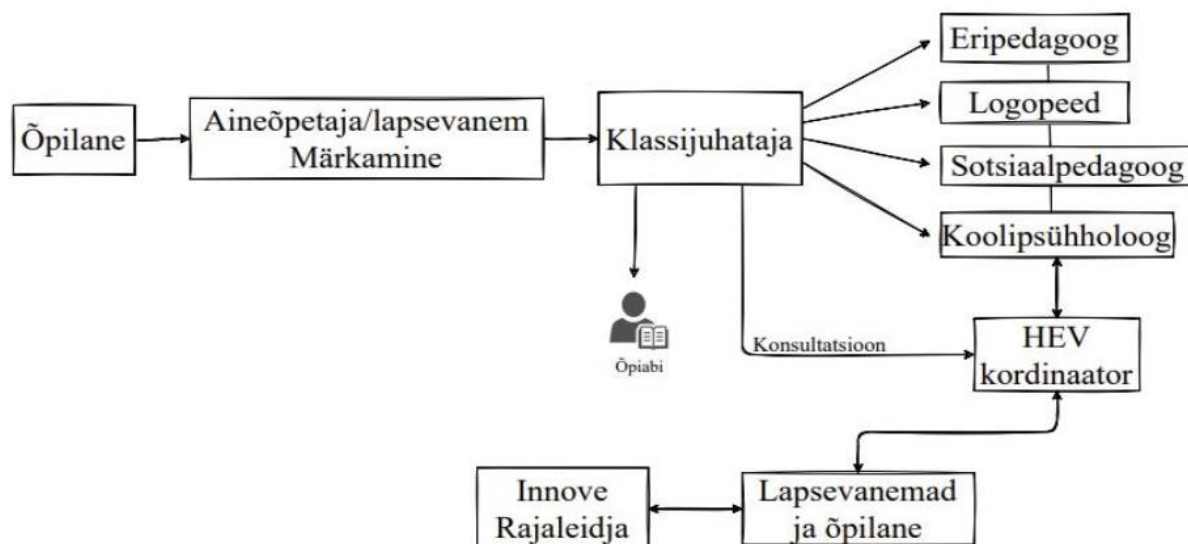 Õpilane
Aineõpetaja/lapsevanem
Märkamine
Klassijuhataja
Eripedagoog
Logopeed
Sotsiaalpedagoog
Koolipsühholoog
Õpiabi
Konsultatsioon
HEV
kordinaator
Innove
Rajaleidja
Lapsevanemad
ja õpilane